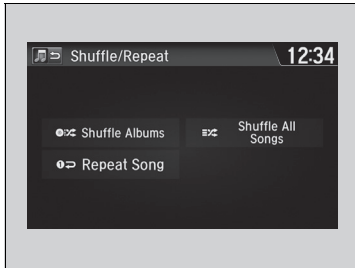 Shuffle/Repeat 12:34
Shuffle Albums
Shuffle All
Songs
Repeat Song